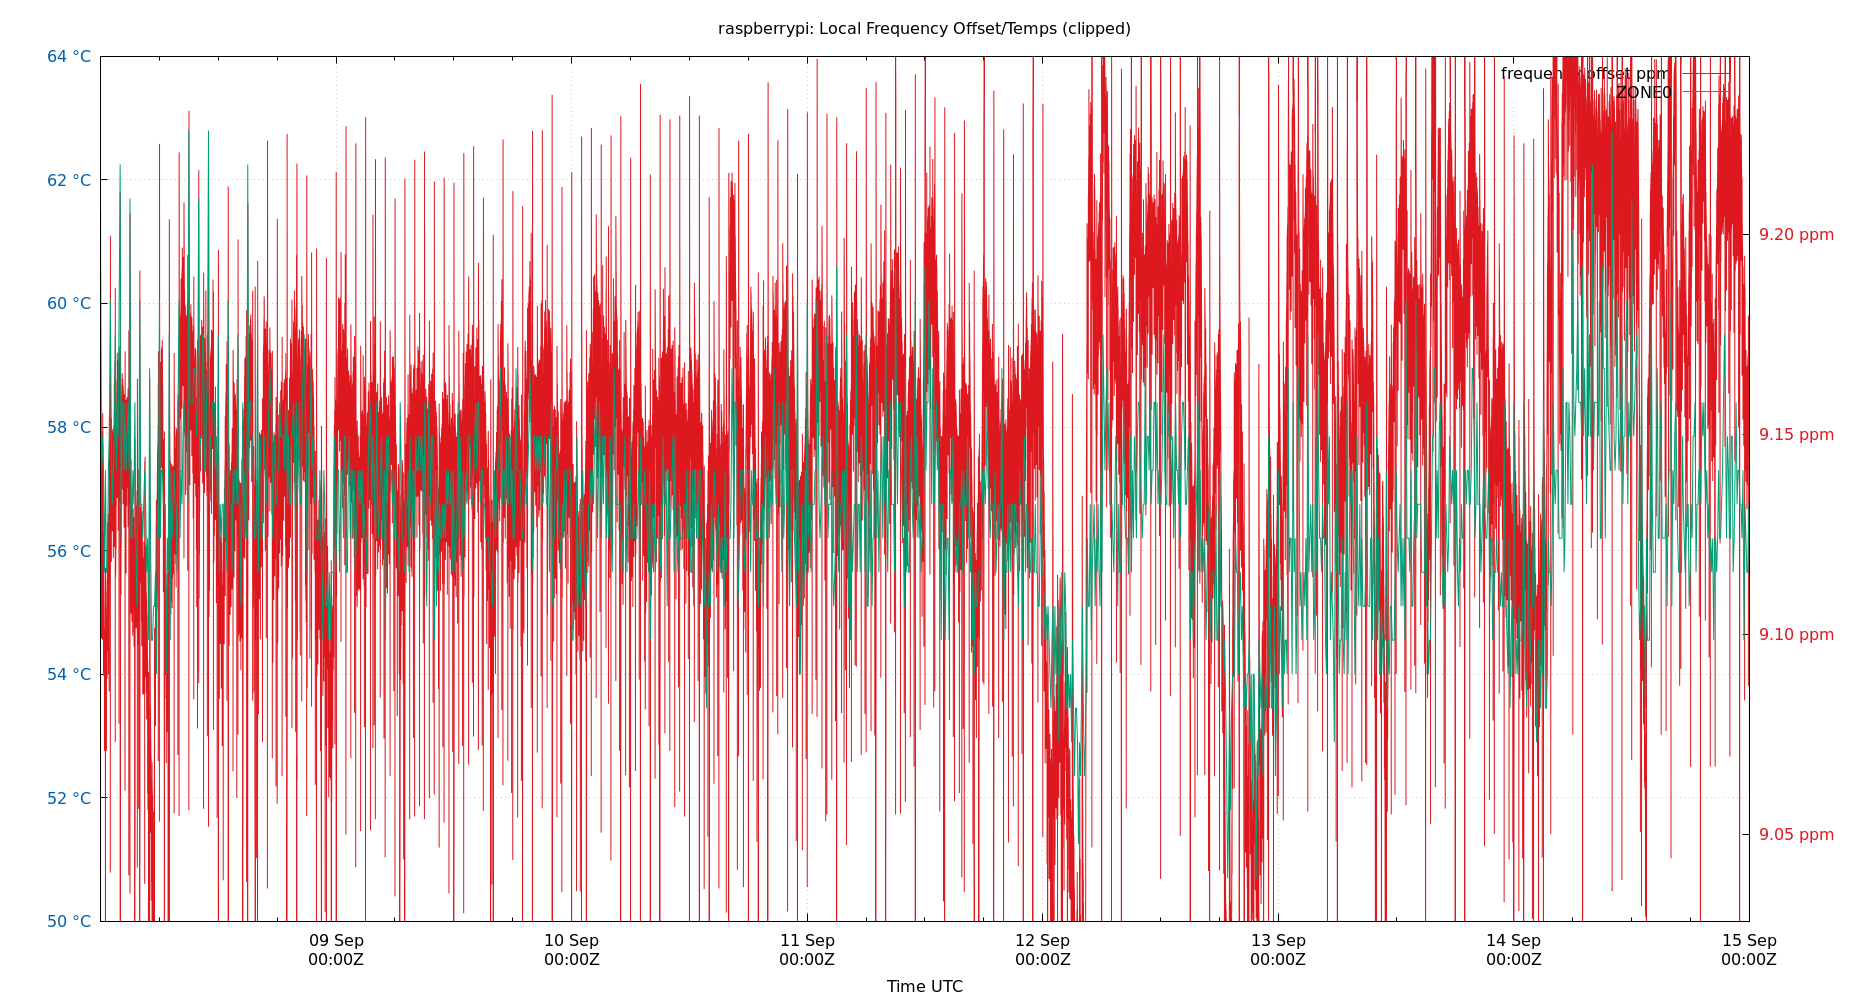 raspberrypi: Local Frequency Offset/Temps (clipped)
64 °C
62 °C
60 °C
58 °C
56 °C
54 °C
52 °C
50 °C
frequency offset ppm
ZONE0
9.20 ppm
9.15 ppm
9.10 ppm
9.05 ppm
09 Sep
00:00Z
10 Sep
00:00Z
11 Sep
00:00Z
12 Sep
00:00Z
13 Sep
00:00Z
14 Sep
00:00Z
15 Sep
00:00Z
Time UTC